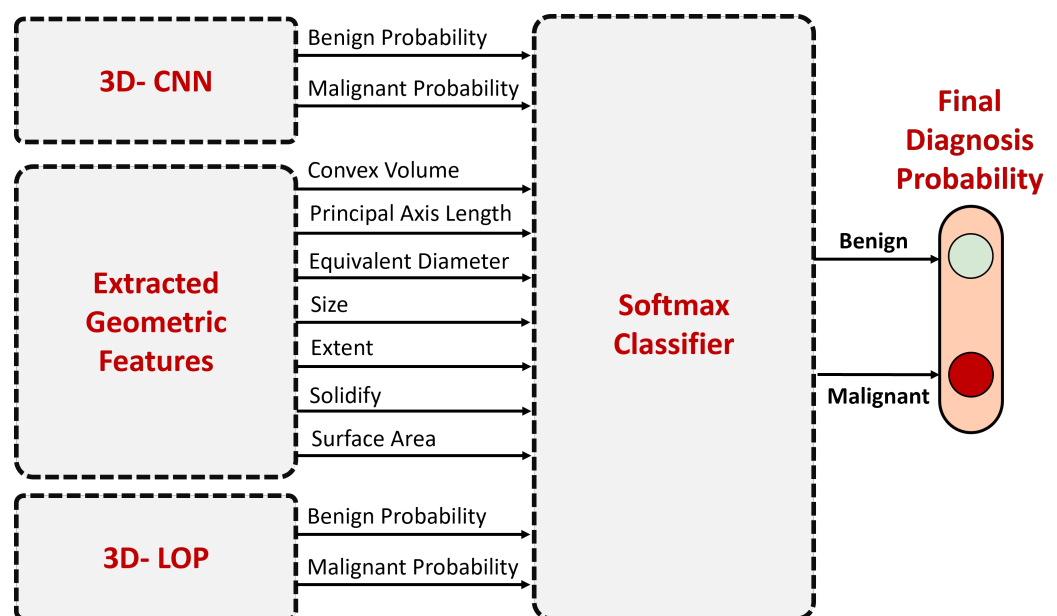 3D- CNN
Benign Probability
Malignant Probability
Extracted
Geometric
Features
Convex Volume
Principal Axis Length
Equivalent Diameter
Size
Extent
Solidify
Surface Area
3D- LOP
Benign Probability
Malignant Probability
Softmax
Classifier
Benign
Malignant
Final
Diagnosis
Probability